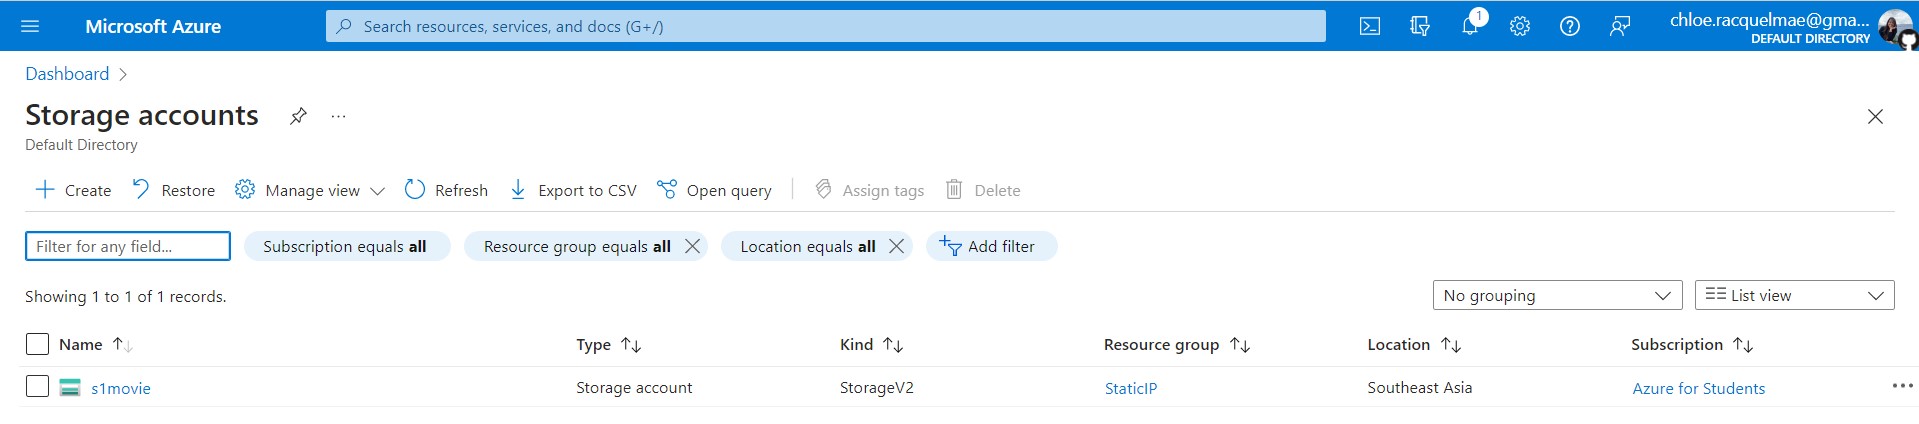 Microsoft Azure
Search resources, services, and docs (G+/)
1
chloe.racquelmae@gma...
DEFAULT DIRECTORY
Dashboard
Storage accounts
Default Directory
Create Restore Manage view Refresh Export to CSV Open query Assign tags Delete
Filter for any field... Subscription equals all Resource group equals all Location equals all Add filter
Showing 1 to 1 of 1 records. No grouping List view
Name Type Kind Resource group Location Subscription
s1movie Storage account StorageV2 StaticIP Southeast Asia Azure for Students